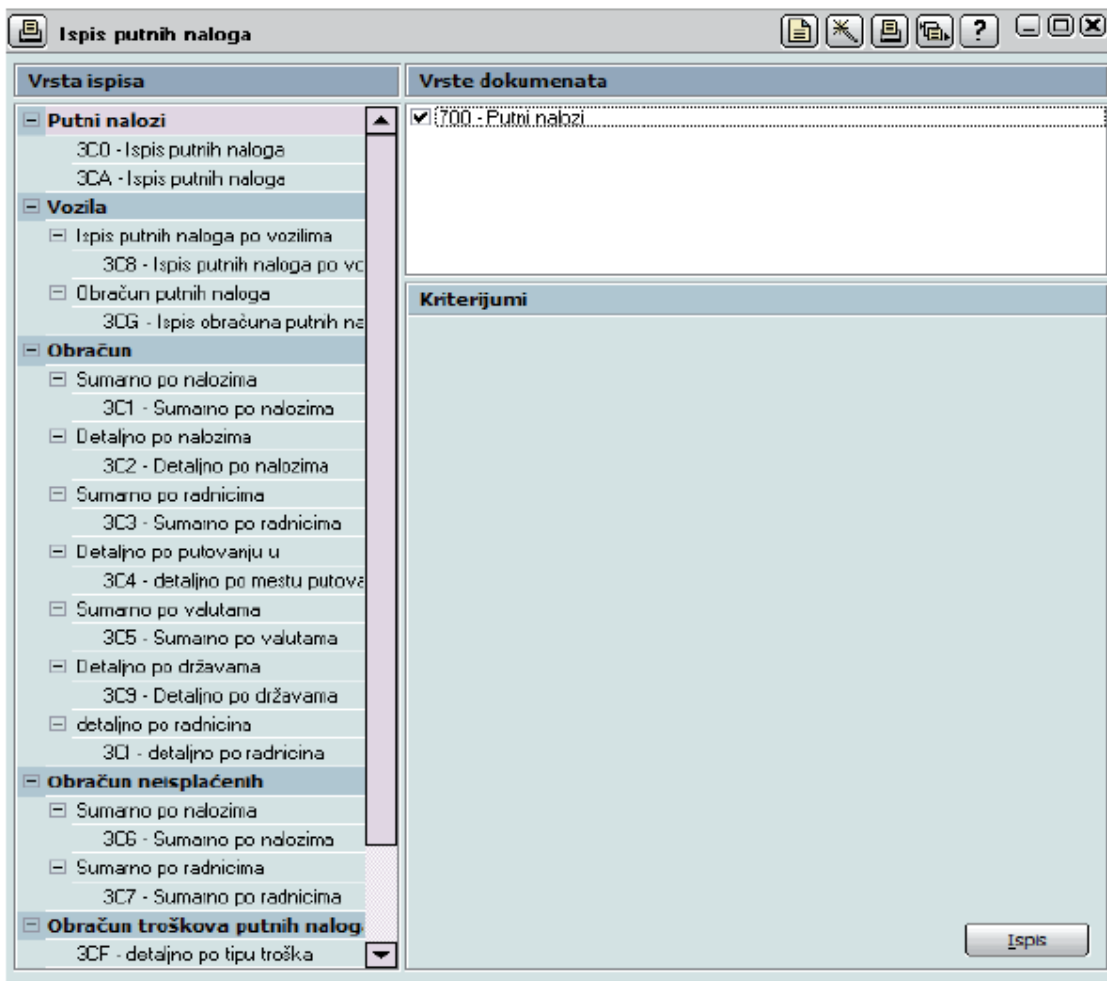 Ispis putnih naloga
?
Vrsta ispisa
Putni nalozi
3C0 - Ispis putnih naloga
3CA - Ispis putnih naloga
Vozila
Ispis putnih naloga po vozilima
3C8 - Ispis putnih naloga po vo
Obračun putnih naloga
3CG - Ispis obračuna putnih na
Obračun
Sumarno po nalozima
3C1 - Sumarno po nalozima
Detaljno po nalozima
3C2 - Detaljno po nalozima
Sumarno po radnicima
3C3 - Sumarno po radnicima
Detaljno po putovanju u
3C4 - detaljno po mestu putova
Sumarno po valutama
3C5 - Sumarno po valutama
Detaljno po državama
3C9 - Detaljno po državama
detaljno po radnicina
3CI - detaljno po radnicina
Obračun neisplaćenih
Sumarno po nalozima
3C6 - Sumarno po nalozima
Sumarno po radnicima
3C7 - Sumarno po radnicima
Obračun troškova putnih nalog
3CF - detaljno po tipu troška
Vrste dokumenata
700 - Putni nalozi
Kriterijumi
Ispis